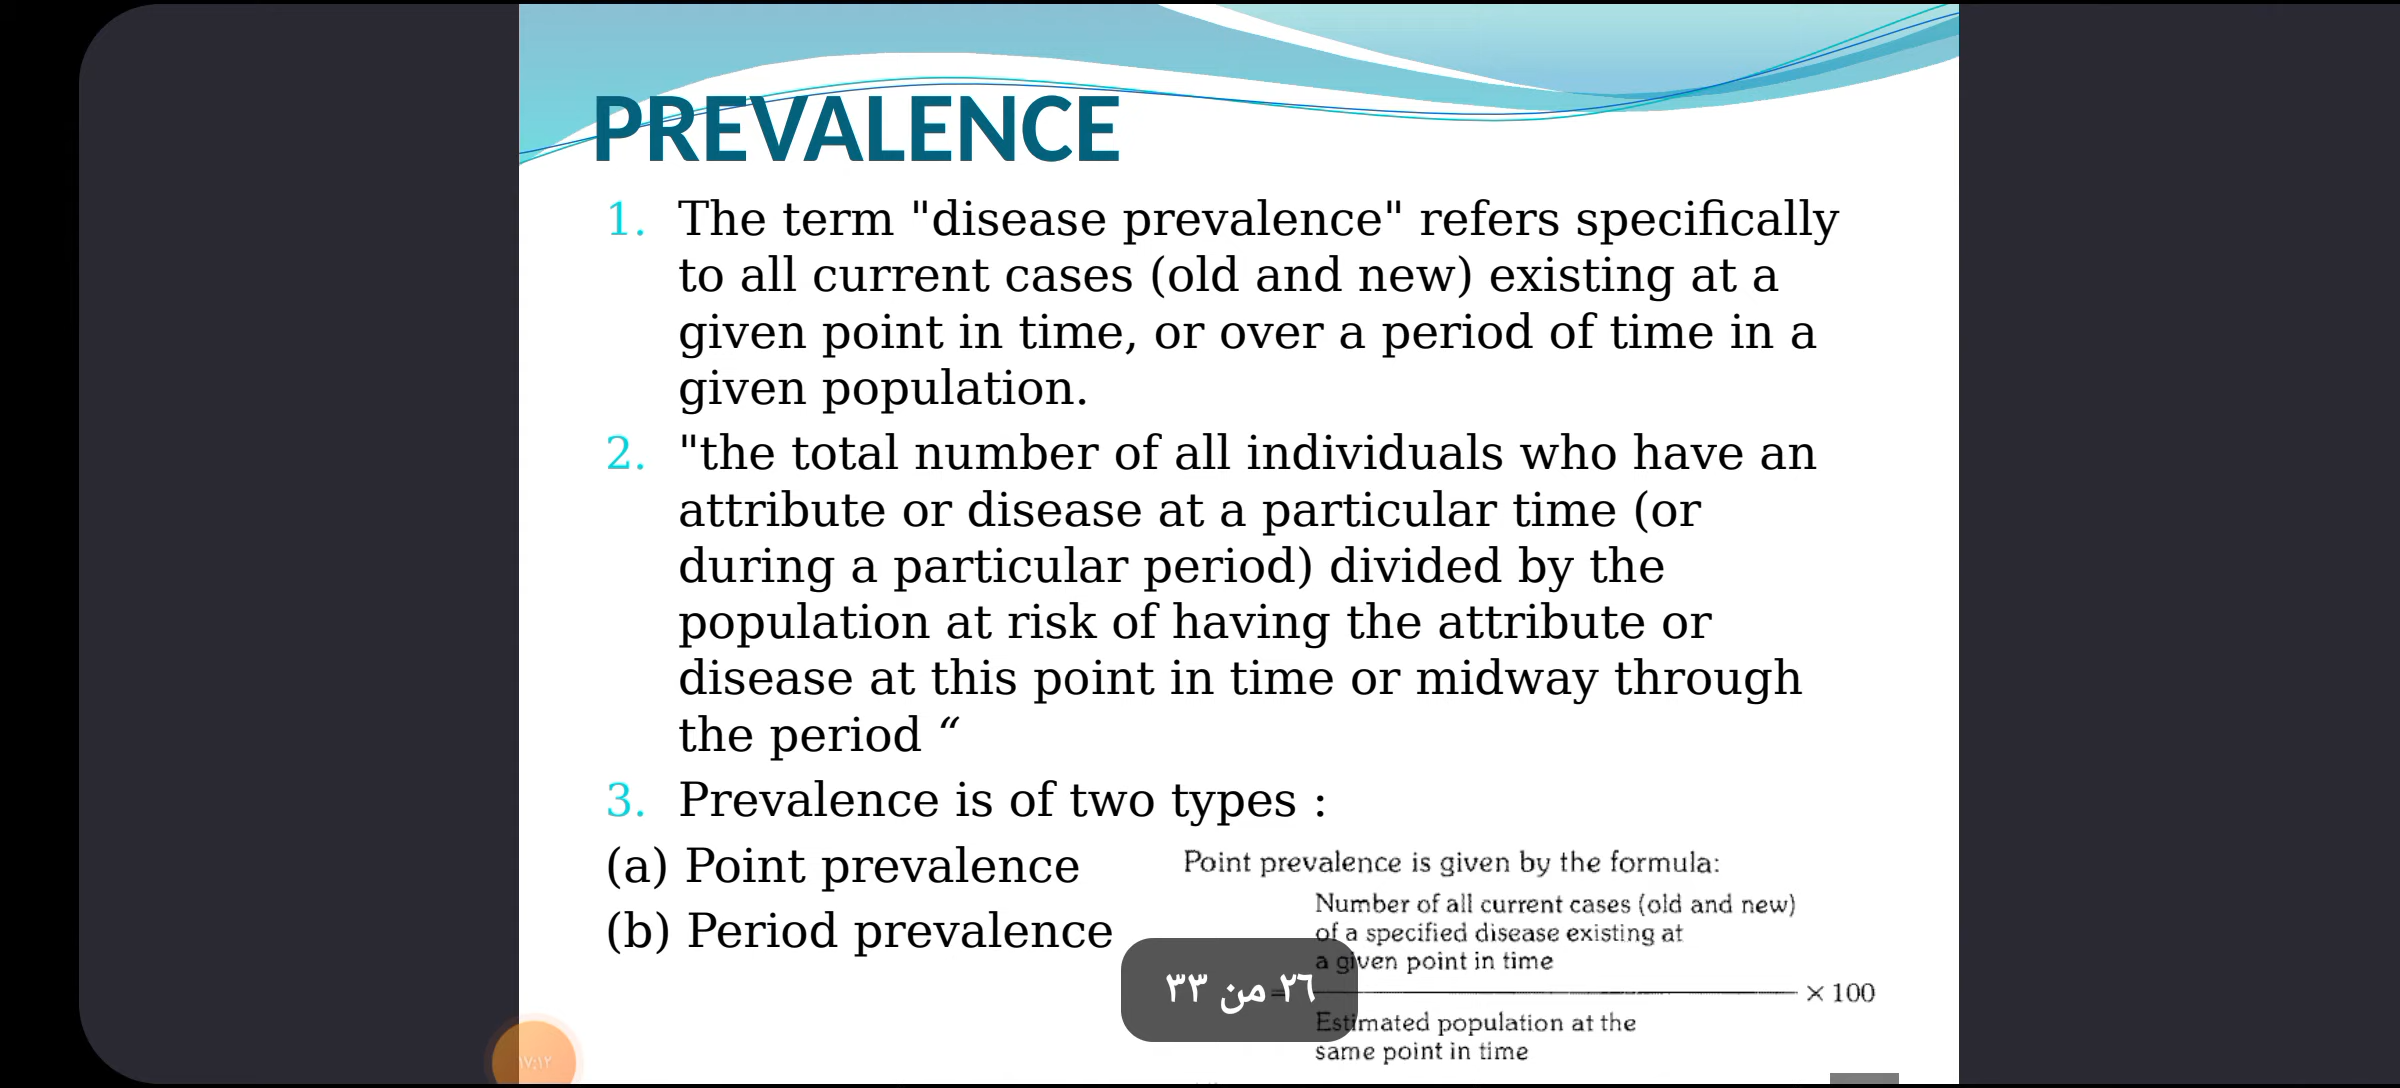 PREVALENCE
1. The term "disease prevalence" refers specifically
to all current cases (old and new) existing at a
given point in time, or over a period of time in a
given population.
2. "the total number of all individuals who have an
attribute or disease at a particular time (or
during a particular period) divided by the
population at risk of having the attribute or
disease at this point in time or midway through
the period “
3. Prevalence is of two types :
(a) Point prevalence
(b) Period prevalence
Point prevalence is given by the formula:
Number of all current cases (old and new)
of a specified disease existing at
a given point in time
= × 100
Estimated population at the
same point in time
٢٦ من ٣٣
١٧:١٢